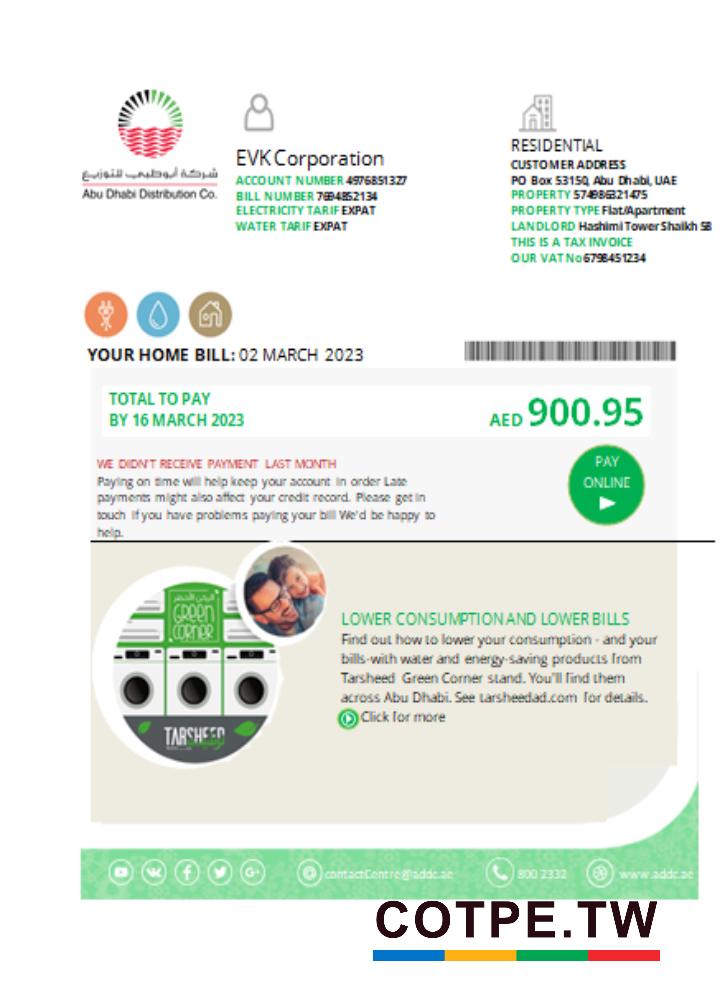 شركة أبوظبي للتوزيع
Abu Dhabi Distribution Co.
EVK Corporation
ACCOUNT NUMBER 4976851327
BILL NUMBER 7694852134
ELECTRICITY TARIF EXPAT
WATER TARIF EXPAT
RESIDENTIAL
CUSTOMER ADDRESS
PO Box 53150, Abu Dhabi, UAE
PROPERTY 574986321475
PROPERTY TYPE Flat/Apartment
LANDLORD Hashimi Tower Shaikh 58
THIS IS A TAX INVOICE
OUR VAT No 6798451234
YOUR HOME BILL: 02 MARCH 2023
TOTAL TO PAY
BY 16 MARCH 2023
AED 900.95
WE DIDN'T RECEIVE PAYMENT LAST MONTH
Paying on time will help keep your account in order Late
payments might also affect your credit record. Please get in
touch if you have problems paying your bill We'd be happy to
help.
PAY
ONLINE
GREEN
CORNER
TARSHEED
LOWER CONSUMPTION AND LOWER BILLS
Find out how to lower your consumption - and your
bills-with water and energy-saving products from
Tarsheed Green Corner stand. You'll find them
across Abu Dhabi. See tarsheedad.com for details.
Click for more
contactCentre@addc.ae
800 2332
www.addc.ae
COTPE.TW